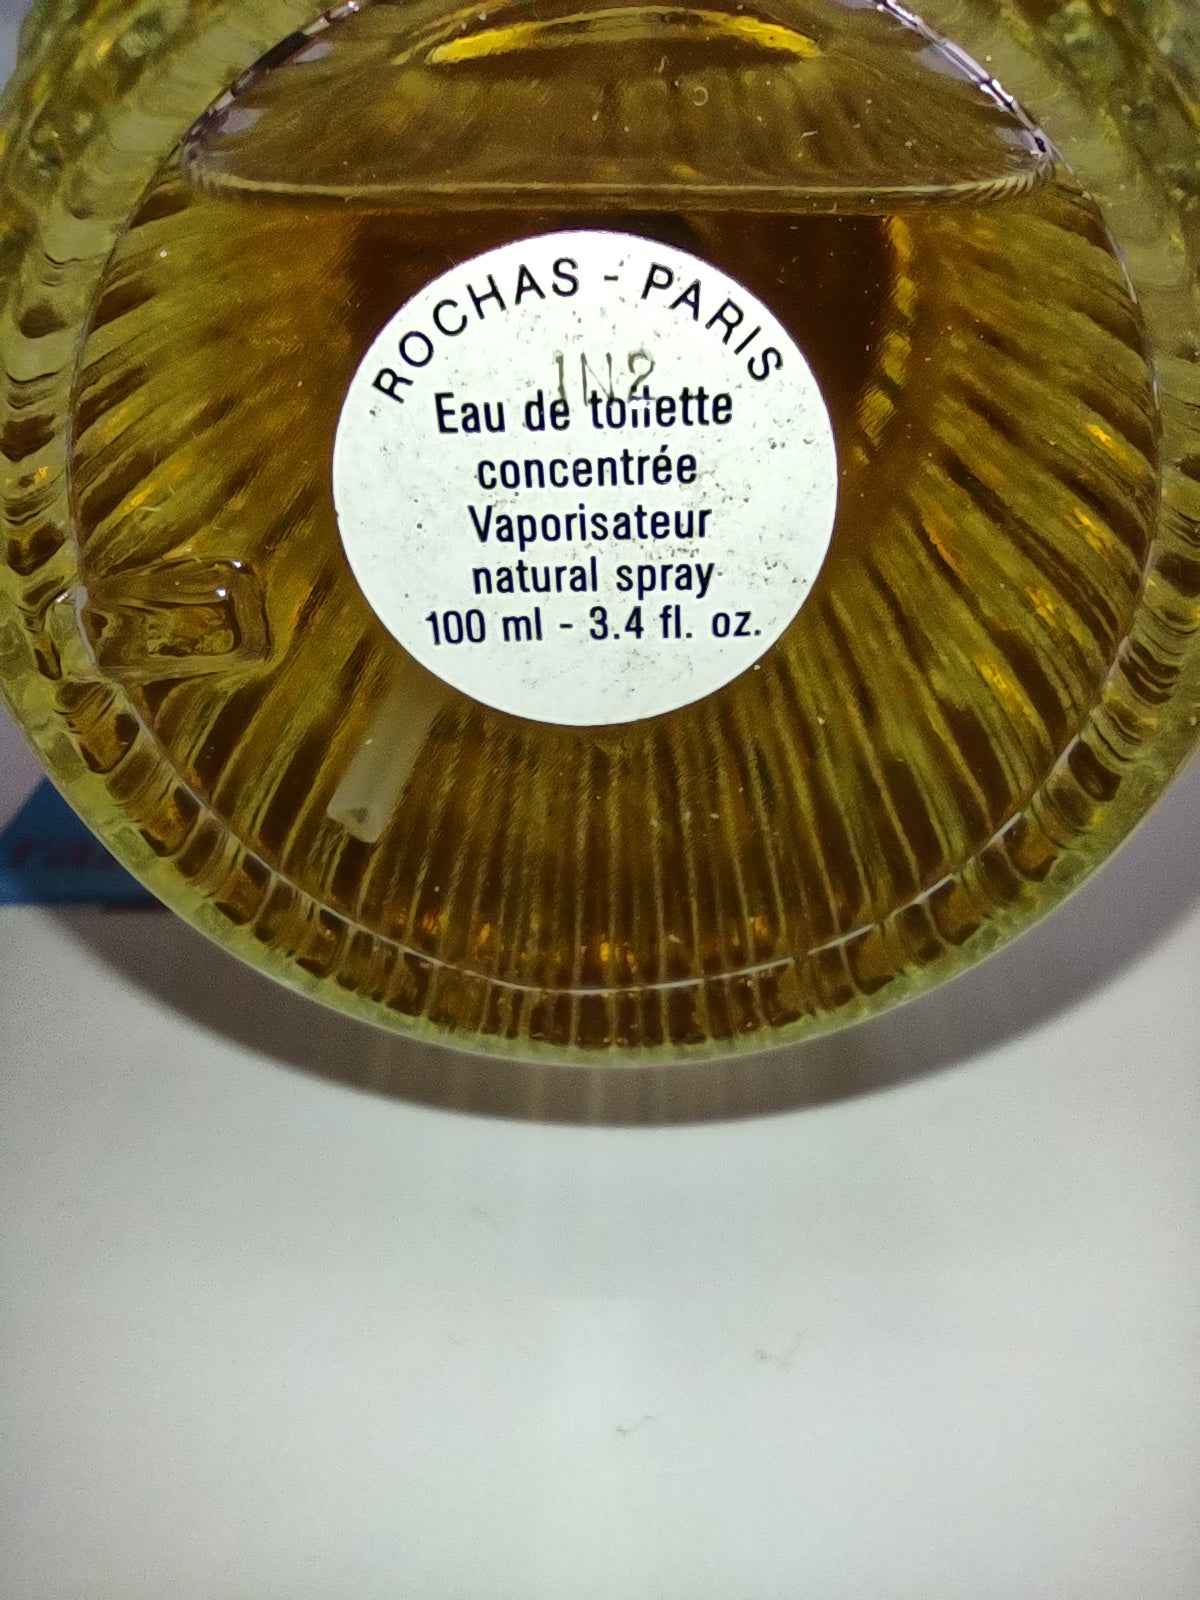 ROCHAS - PARIS
1N2
Eau de toilette
concentrée
Vaporisateur
natural spray
100 ml - 3.4 fl. oz.